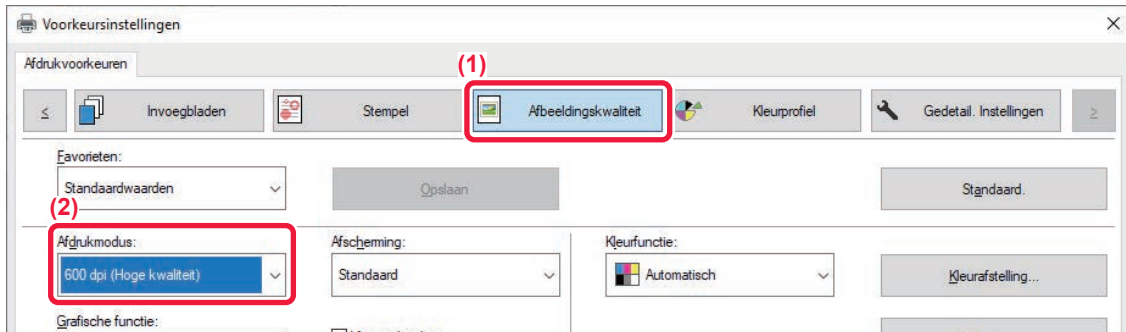 Voorkeursinstellingen
Afdrukvoorkeuren
(1)
Invoegbladen Stempel Afbeeldingskwaliteit Kleurprofiel Gedetail. Instellingen
Favorieten:
Standaardwaarden Opslaan Standaard.
(2)
Afdrukmodus: Afscherming: Kleurfunctie:
600 dpi (Hoge kwaliteit) Standaard Automatisch Kleurafstelling...
Grafische functie: